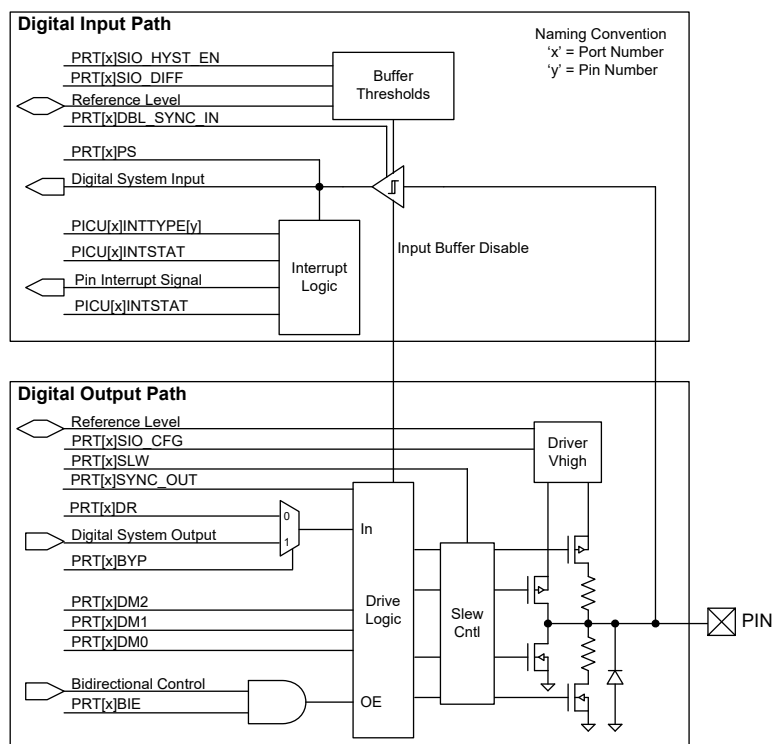 Digital Input Path
Naming Convention
‘x’ = Port Number
‘y’ = Pin Number
PRT[x]SIO_HYST_EN
PRT[x]SIO_DIFF
Reference Level
PRT[x]DBL_SYNC_IN
Buffer
Thresholds
PRT[x]PS
Digital System Input
PICU[x]INTTYPE[y]
PICU[x]INTSTAT
Pin Interrupt Signal
PICU[x]INTSTAT
Interrupt
Logic
Input Buffer Disable
Digital Output Path
Reference Level
PRT[x]SIO_CFG
PRT[x]SLW
PRT[x]SYNC_OUT
Driver
Vhigh
PRT[x]DR
Digital System Output
PRT[x]BYP
0
1
In
PRT[x]DM2
PRT[x]DM1
PRT[x]DM0
Drive
Logic
Slew
Cntl
PIN
Bidirectional Control
PRT[x]BIE
OE